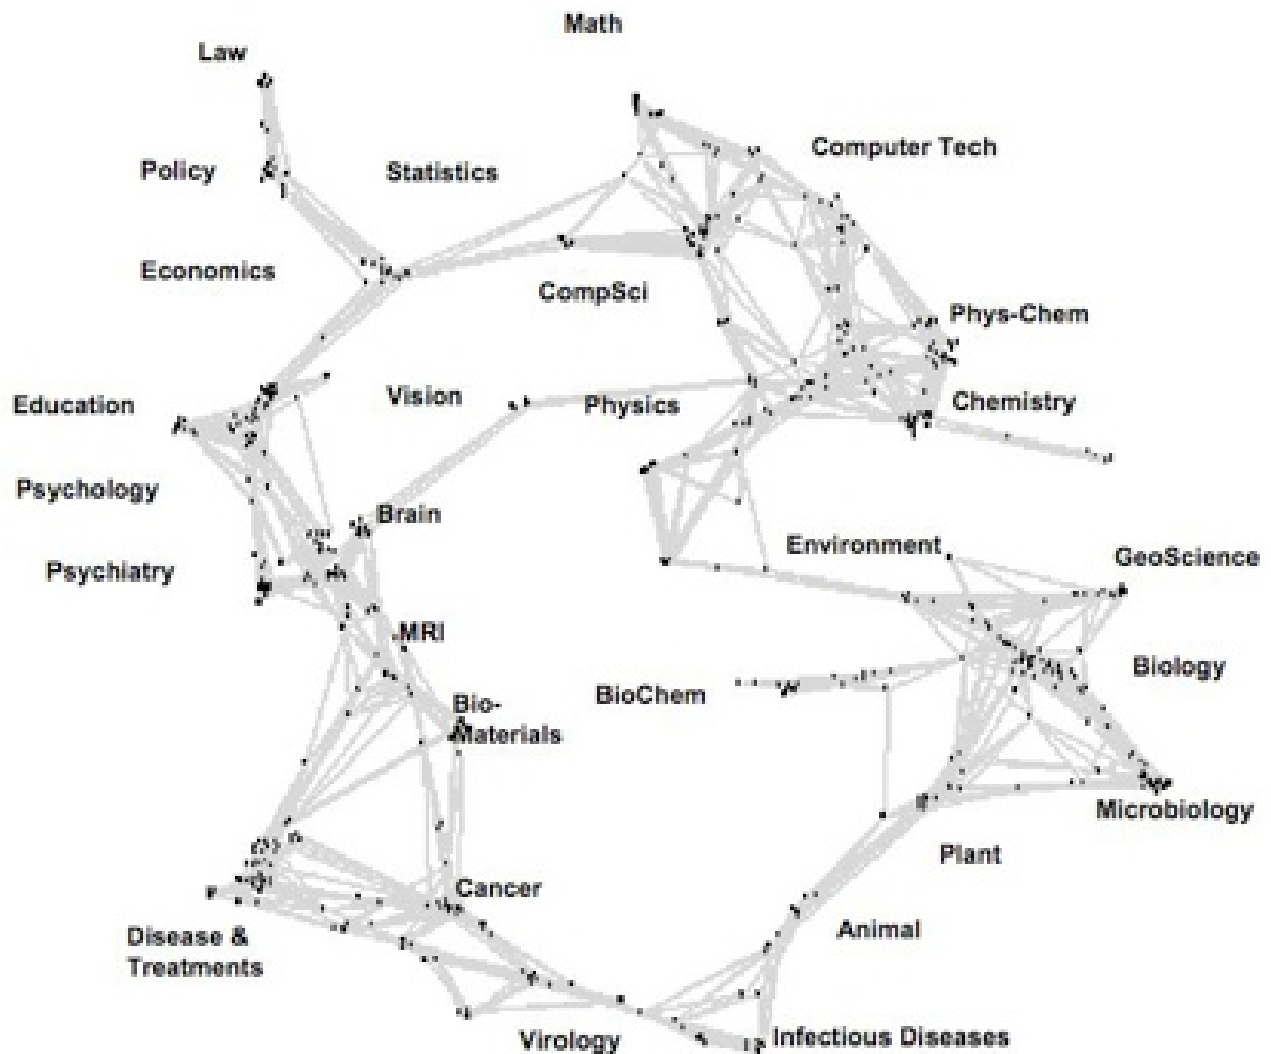 Math
Law
Computer Tech
Policy
Statistics
Economics
CompSci
Phys-Chem
Education
Vision
Physics
Chemistry
Psychology
Brain
Environment
GeoScience
Psychiatry
MRI
Biology
BioChem
Bio-
Materials
Microbiology
Plant
Cancer
Animal
Disease &
Treatments
Virology
Infectious Diseases